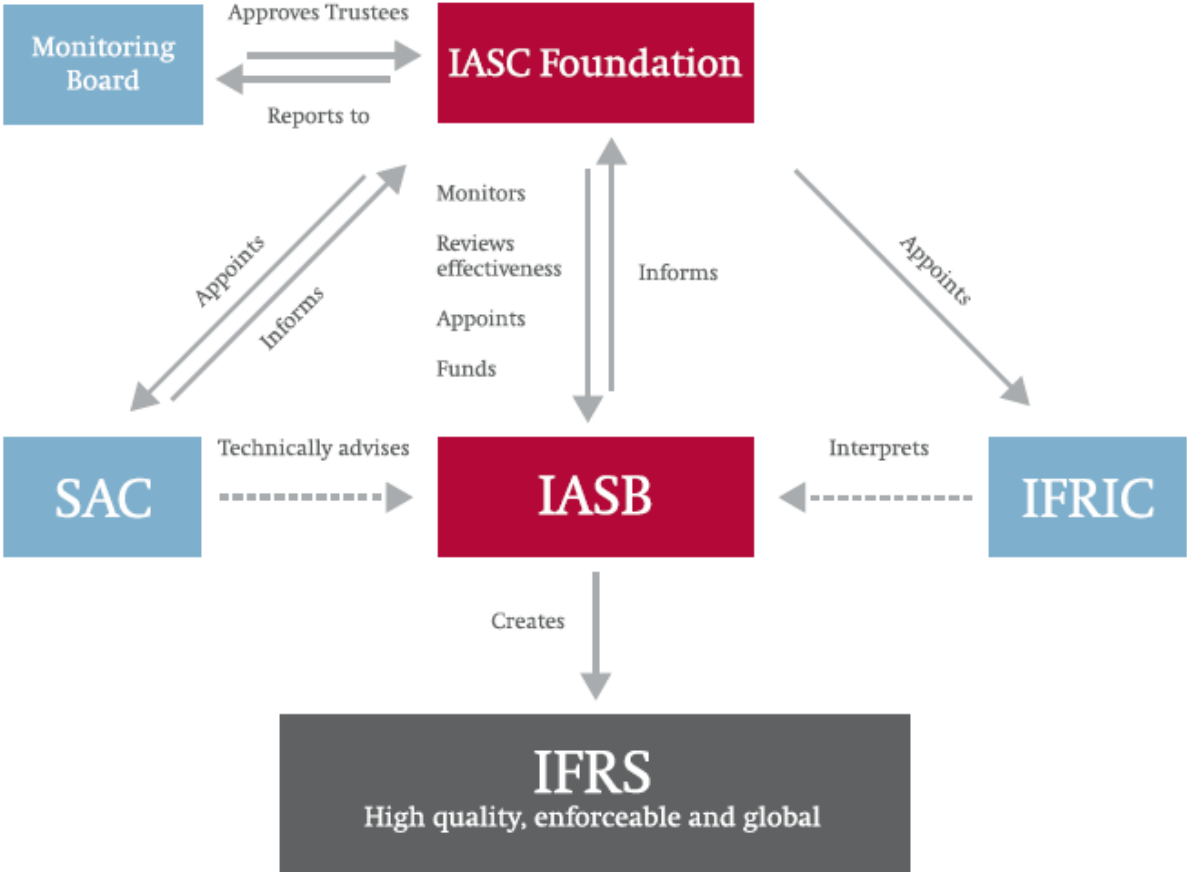 Approves Trustees
Monitoring
Board
IASC Foundation
Reports to
Monitors
Reviews
effectiveness
Appoints
Funds
Informs
Appoints
Informs
Appoints
SAC
Technically advises
IASB
Interprets
IFRIC
Creates
IFRS
High quality, enforceable and global